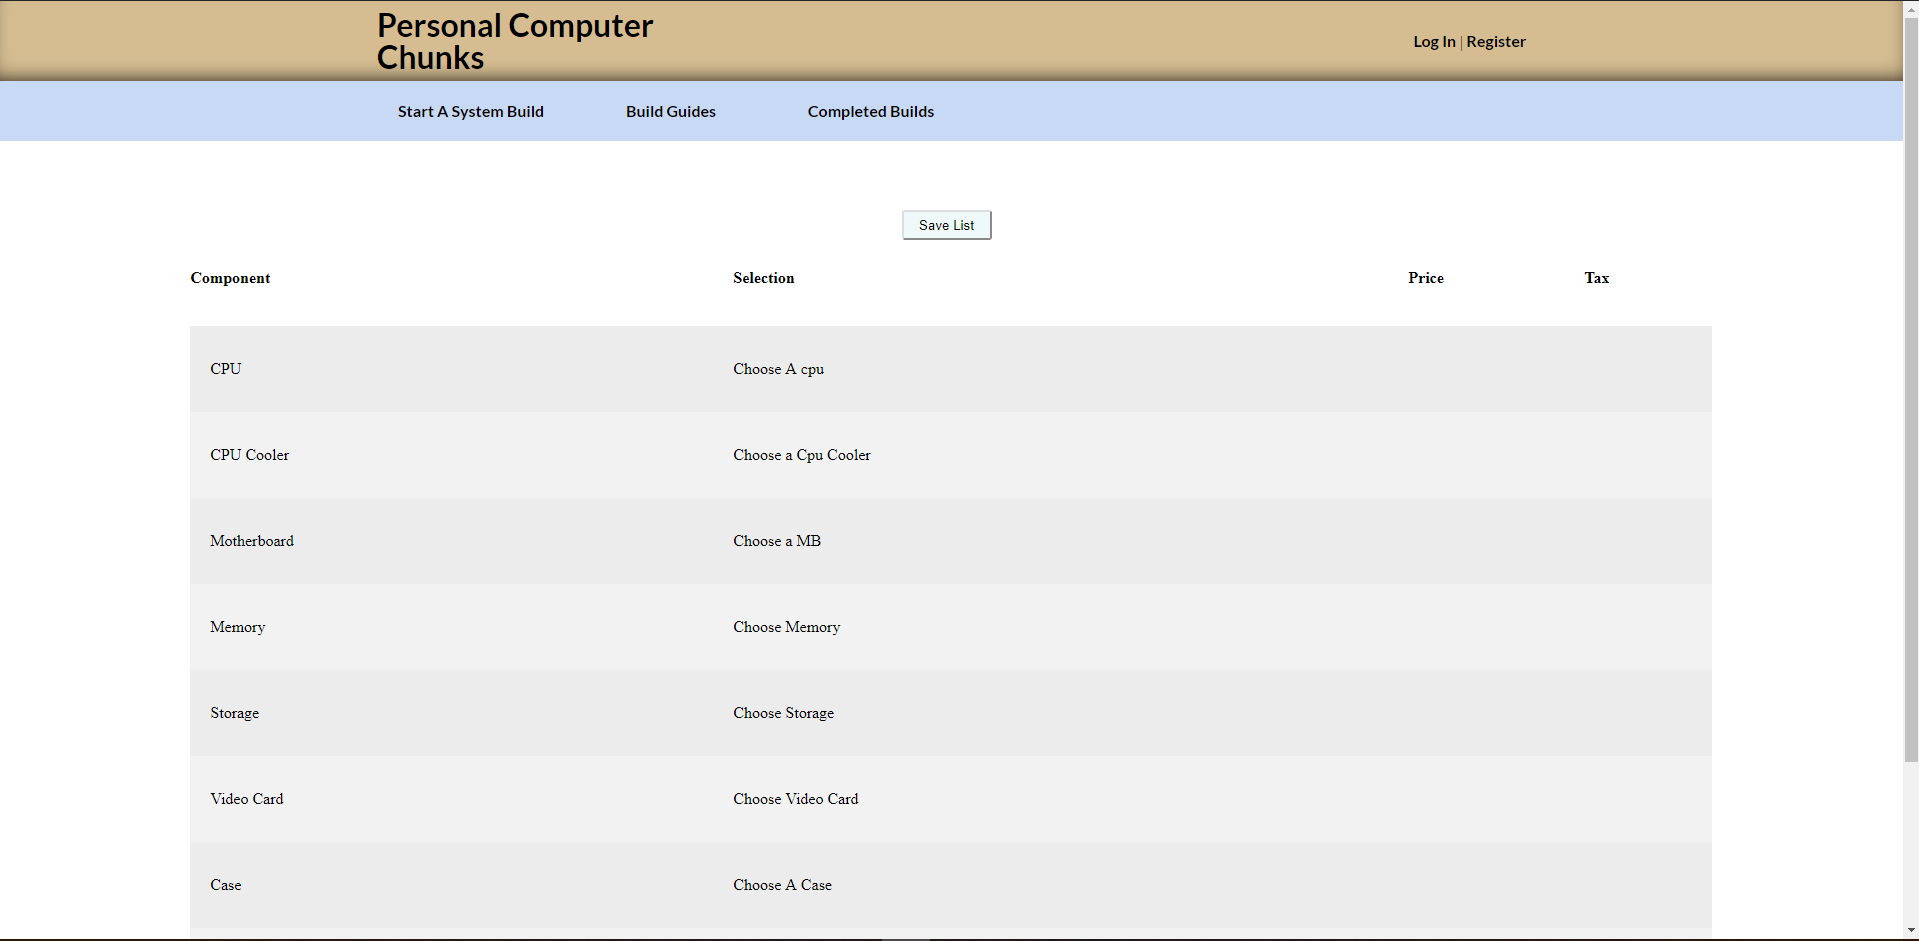 Personal Computer
Chunks
Log In | Register
Start A System Build
Build Guides
Completed Builds
Save List
Component
Selection
Price
Tax
CPU
Choose A cpu
CPU Cooler
Choose a Cpu Cooler
Motherboard
Choose a MB
Memory
Choose Memory
Storage
Choose Storage
Video Card
Choose Video Card
Case
Choose A Case